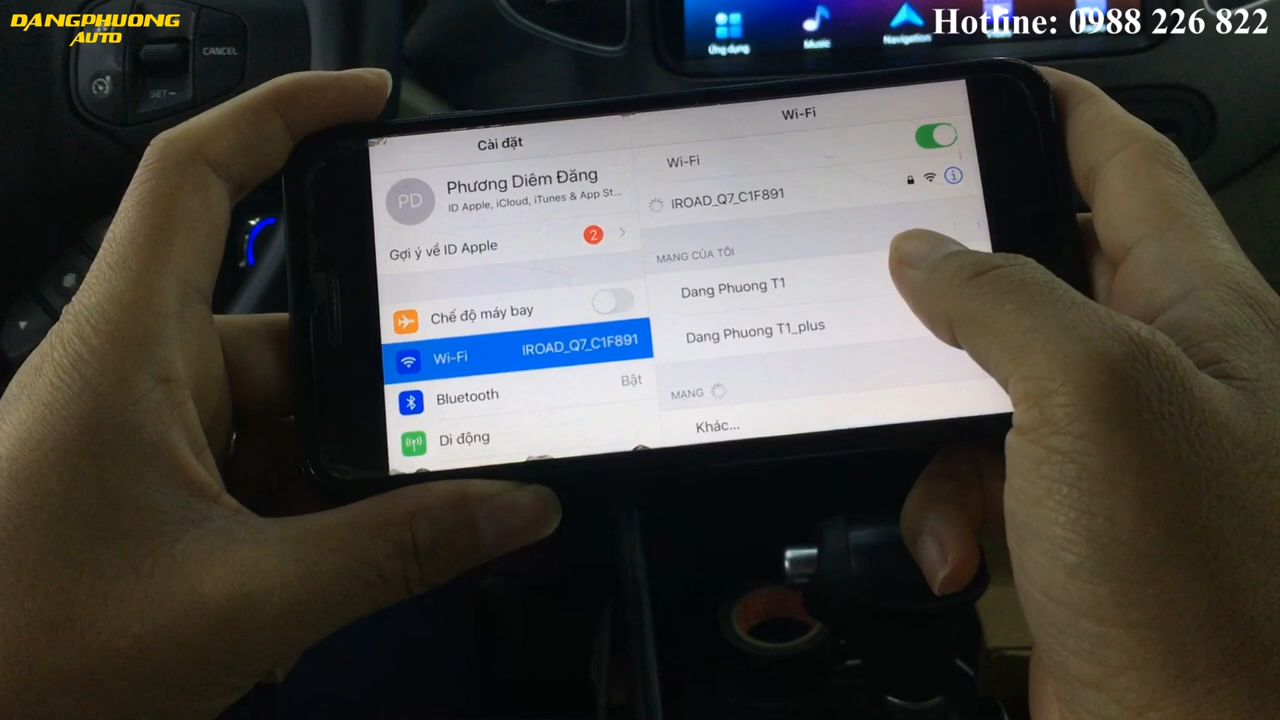 DANGPHUONG
AUTO
Hotline: 0988 226 822
CANCEL
SET−
Ứng dụng
Music
Navigation
Cài đặt
PD
Phương Diêm Đăng
ID Apple, iCloud, iTunes & App St...
Gợi ý về ID Apple
2
Chế độ máy bay
Wi-Fi
IROAD_Q7_C1F891
Bluetooth
Bật
Di động
Wi-Fi
Wi-Fi
IROAD_Q7_C1F891
MẠNG CỦA TÔI
Dang Phuong T1
Dang Phuong T1_plus
MẠNG
Khác...